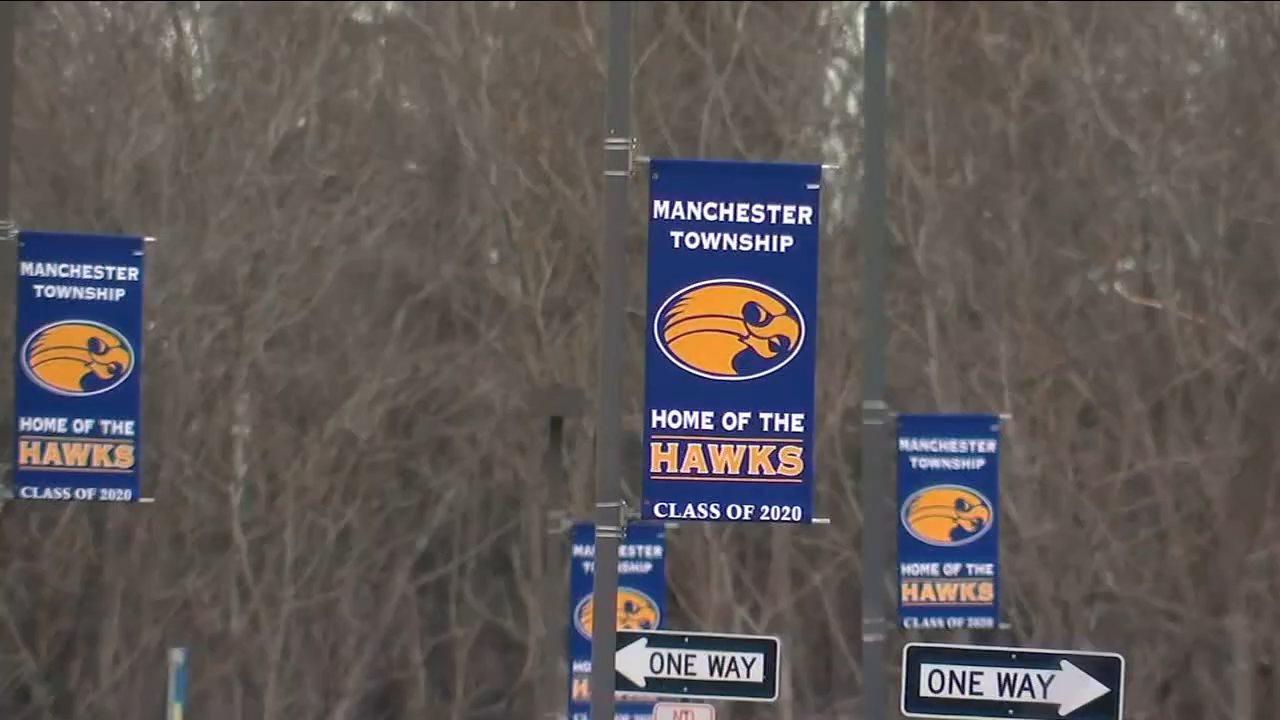 MANCHESTER
TOWNSHIP
HOME OF THE
HAWKS
CLASS OF 2020
MANCHESTER
TOWNSHIP
HOME OF THE
HAWKS
CLASS OF 2020
MANCHESTER
TOWNSHIP
HOME OF THE
HAWKS
CLASS OF 2020
ONE WAY
ONE WAY